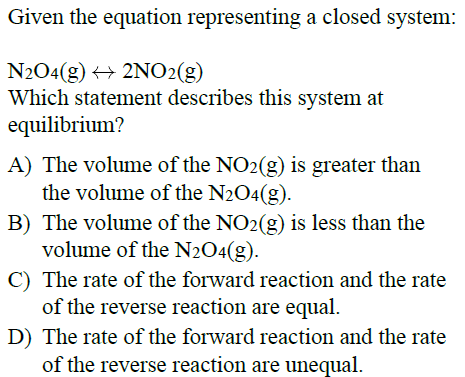 Given the equation representing a closed system:
N2O4(g) ↔ 2NO2(g)
Which statement describes this system at
equilibrium?
A) The volume of the NO2(g) is greater than
the volume of the N2O4(g).
B) The volume of the NO2(g) is less than the
volume of the N2O4(g).
C) The rate of the forward reaction and the rate
of the reverse reaction are equal.
D) The rate of the forward reaction and the rate
of the reverse reaction are unequal.